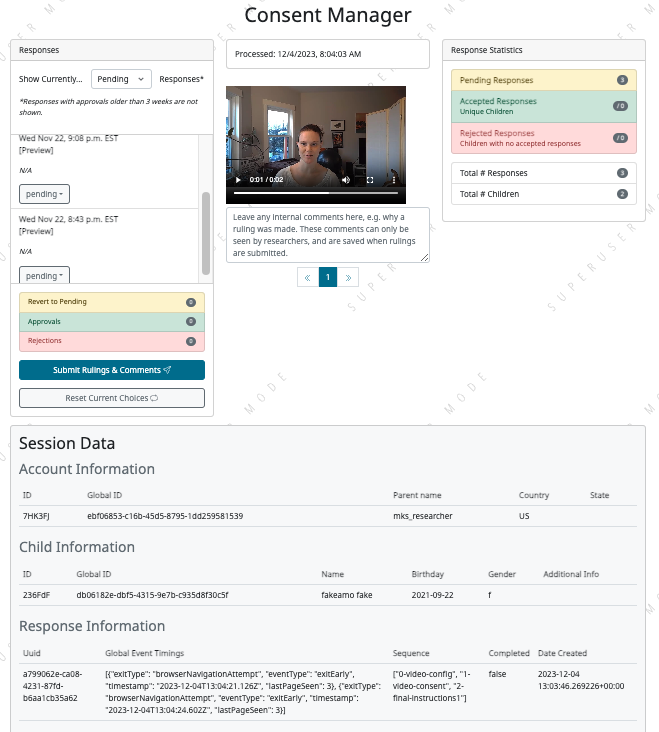 Consent Manager
Responses
Show Currently... Pending Responses*
*Responses with approvals older than 3 weeks are not
shown.
Wed Nov 22, 9:08 p.m. EST
[Preview]
N/A
pending
Wed Nov 22, 8:43 p.m. EST
[Preview]
N/A
pending
Revert to Pending 0
Approvals 0
Rejections 0
Submit Rulings & Comments
Reset Current Choices
Processed: 12/4/2023, 8:04:03 AM
0:01 / 0:02
Leave any internal comments here, e.g. why a
ruling was made. These comments can only be
seen by researchers, and are saved when rulings
are submitted.
« 1 »
Response Statistics
Pending Responses 3
Accepted Responses / 0
Unique Children
Rejected Responses / 0
Children with no accepted responses
Total # Responses 3
Total # Children 2
SUPERUSER MODE
Session Data
Account Information
ID Global ID Parent name Country State
7HK3FJ ebf06853-c16b-45d5-8795-1dd259581539 mks_researcher US
Child Information
ID Global ID Name Birthday Gender Additional Info
236FdF db06182e-dbf5-4315-9e7b-c935d8f30c5f fakeamo fake 2021-09-22 f
Response Information
Uuid Global Event Timings Sequence Completed Date Created
a799062e-ca08- [{"exitType": "browserNavigationAttempt", "eventType": "exitEarly", ["0-video-config", "1- false 2023-12-04
4231-87fd- "timestamp": "2023-12-04T13:04:21.126Z", "lastPageSeen": 3}, {"exitType": video-consent", "2- 13:03:46.269226+00:00
b6aa1cb35a62 "browserNavigationAttempt", "eventType": "exitEarly", "timestamp": final-instructions1"]
"2023-12-04T13:04:24.602Z", "lastPageSeen": 3}]